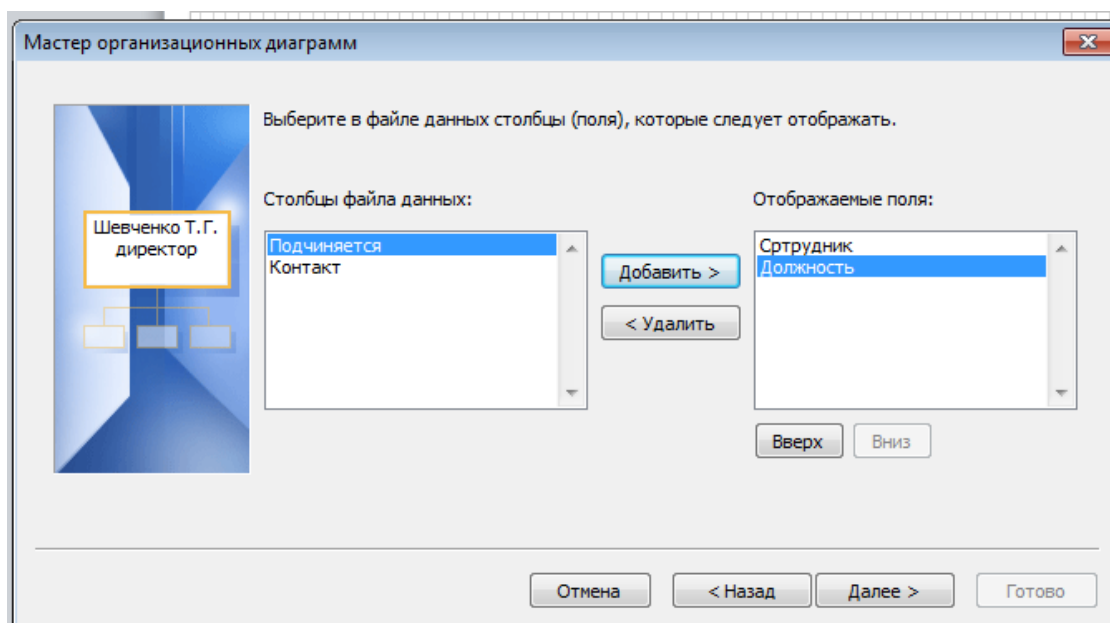 Мастер организационных диаграмм
Выберите в файле данных столбцы (поля), которые следует отображать.
Столбцы файла данных:
Отображаемые поля:
Шевченко Т.Г.
директор
Подчиняется
Контакт
Добавить >
< Удалить
Сртрудник
Должность
Вверх
Вниз
Отмена
< Назад
Далее >
Готово